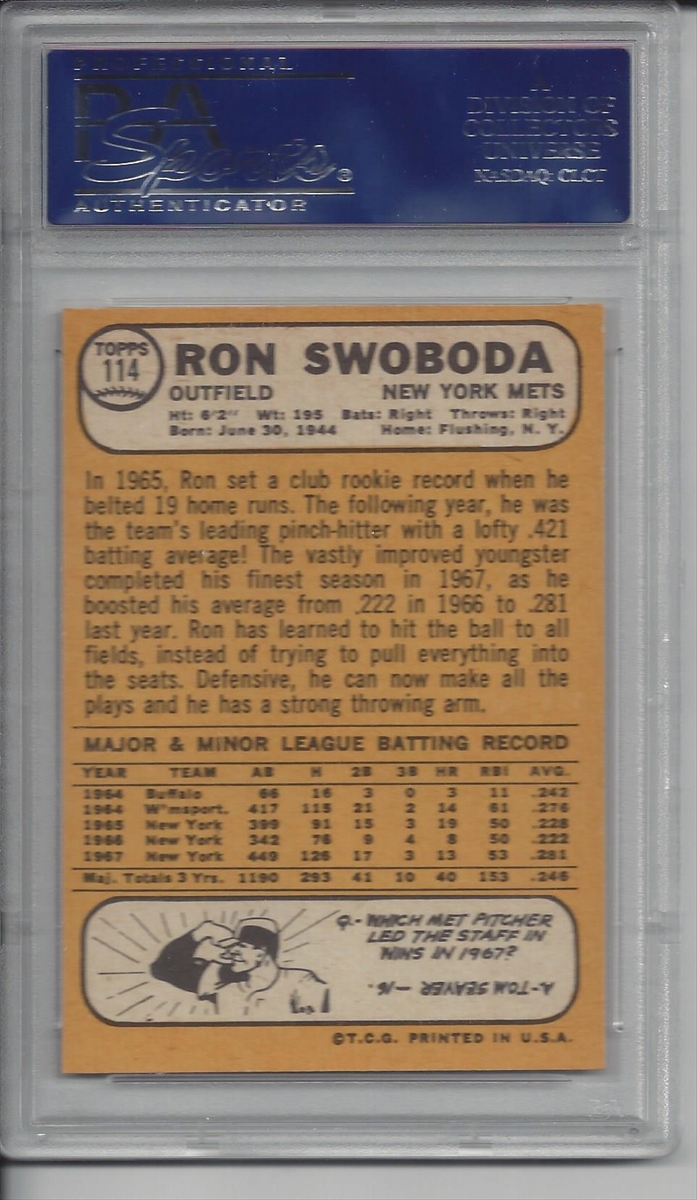 PROFESSIONAL
PSA
Sports®
AUTHENTICATOR
A
DIVISION OF
COLLECTORS
UNIVERSE
NASDAQ: CLCT
TOPPS
114
RON SWOBODA
OUTFIELD NEW YORK METS
Ht: 6'2" Wt: 195 Bats: Right Throws: Right
Born: June 30, 1944 Home: Flushing, N. Y.
In 1965, Ron set a club rookie record when he
belted 19 home runs. The following year, he was
the team's leading pinch-hitter with a lofty .421
batting average! The vastly improved youngster
completed his finest season in 1967, as he
boosted his average from .222 in 1966 to .281
last year. Ron has learned to hit the ball to all
fields, instead of trying to pull everything into
the seats. Defensive, he can now make all the
plays and he has a strong throwing arm.
MAJOR & MINOR LEAGUE BATTING RECORD
YEAR TEAM AB H 2B 3B HR RBI AVG.
1964 Buffalo 66 16 3 0 3 11 .242
1964 W'msport. 417 115 21 2 14 61 .276
1965 New York 399 91 15 3 19 50 .228
1966 New York 342 76 9 4 8 50 .222
1967 New York 449 126 17 3 13 53 .281
Maj. Totals 3 Yrs. 1190 293 41 10 40 153 .246
Q.- WHICH MET PITCHER
LED THE STAFF IN
WINS IN 1967?
A-TOM SEAVER -16.
©T.C.G. PRINTED IN U.S.A.